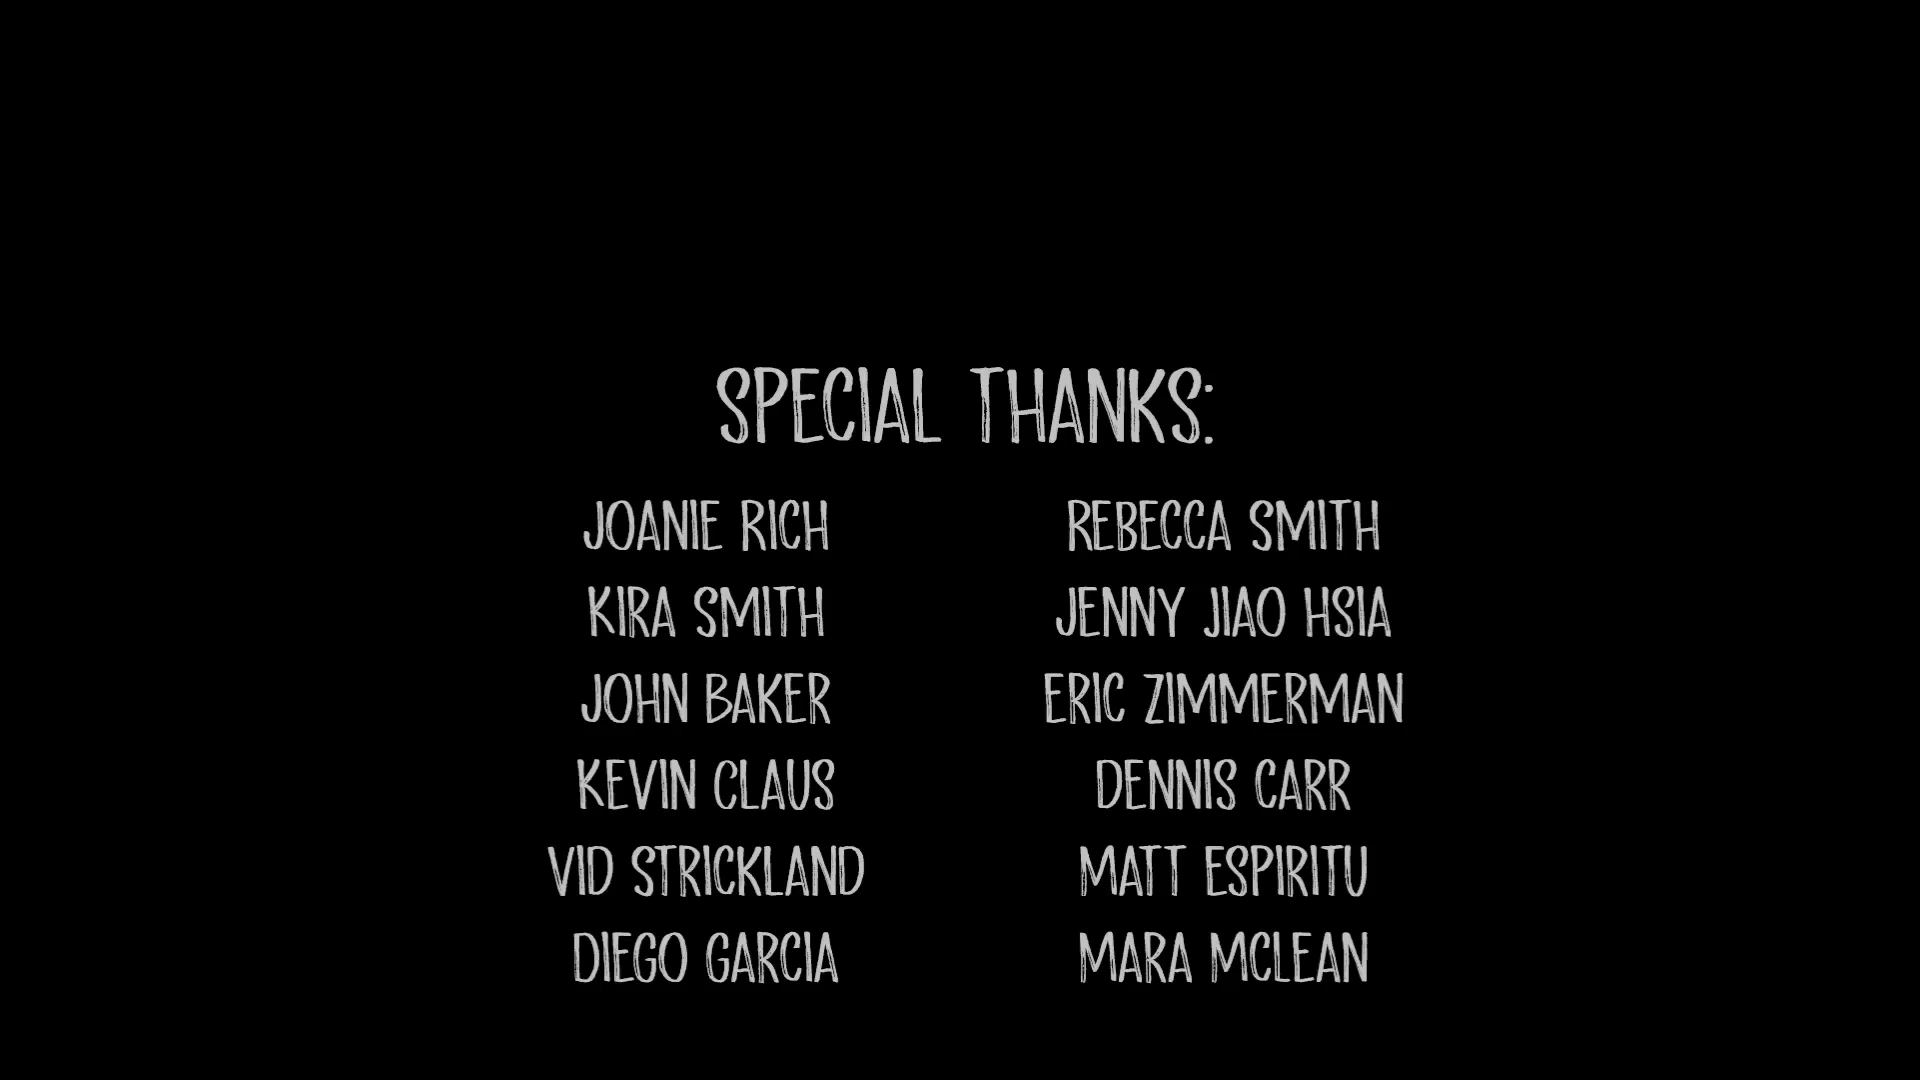 SPECIAL THANKS:
JOANIE RICH
KIRA SMITH
JOHN BAKER
KEVIN CLAUS
VID STRICKLAND
DIEGO GARCIA
REBECCA SMITH
JENNY JIAO HSIA
ERIC ZIMMERMAN
DENNIS CARR
MATT ESPIRITU
MARA MCLEAN